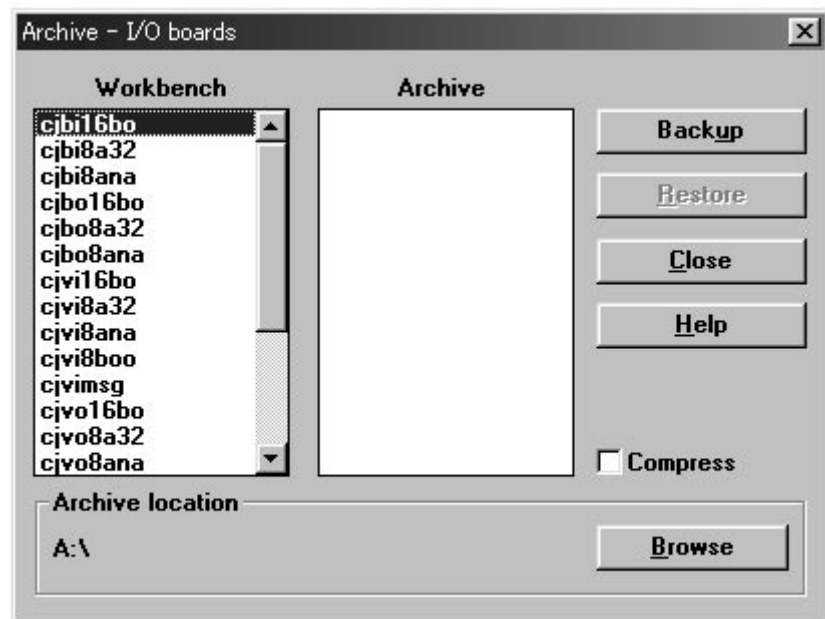 Archive - I/O boards
Workbench
Archive
cjbi16bo
cjbi8a32
cjbi8ana
cjbo16bo
cjbo8a32
cjbo8ana
cjvi16bo
cjvi8a32
cjvi8ana
cjvi8boo
cjvimsg
cjvo16bo
cjvo8a32
cjvo8ana
Backup
Restore
Close
Help
Compress
Archive location
A:\
Browse